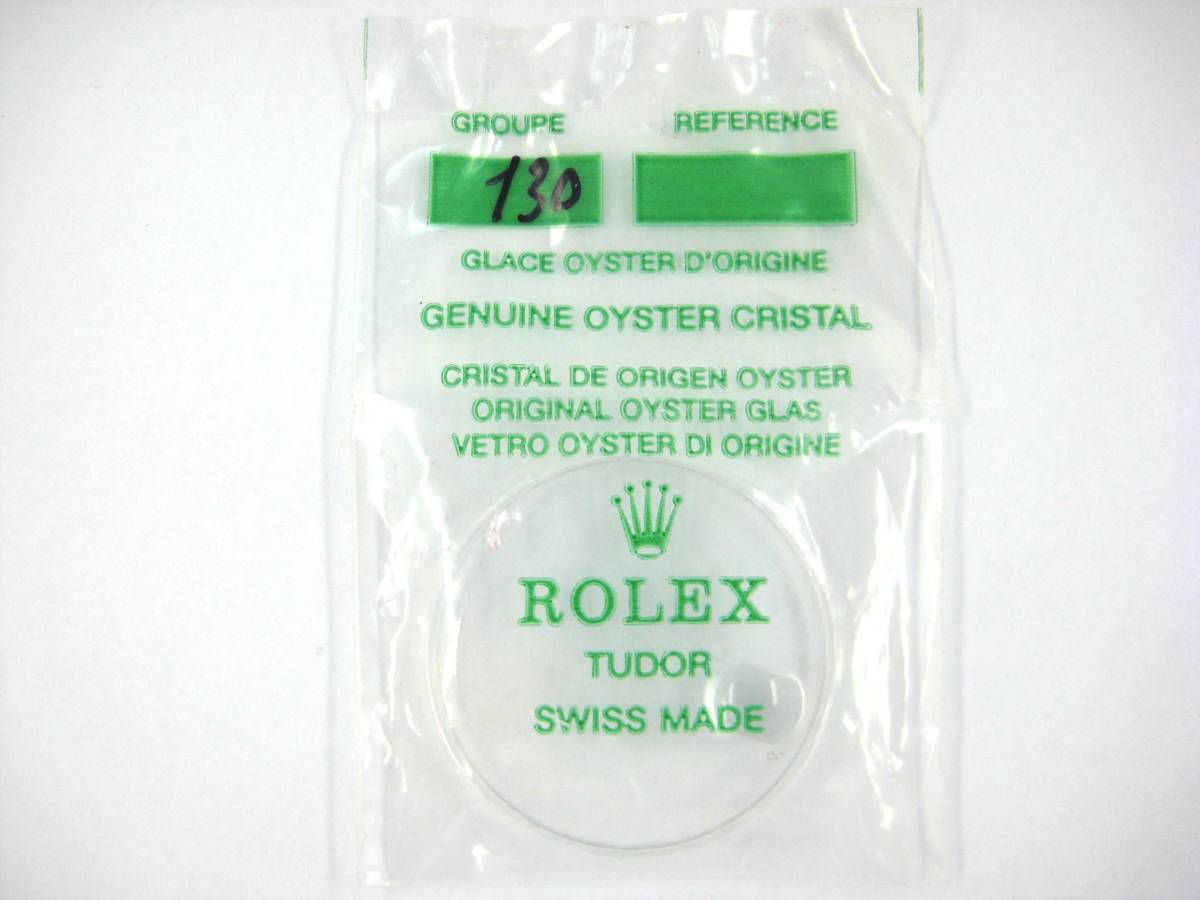 GROUPE REFERENCE
130
GLACE OYSTER D'ORIGINE
GENUINE OYSTER CRISTAL
CRISTAL DE ORIGEN OYSTER
ORIGINAL OYSTER GLAS
VETRO OYSTER DI ORIGINE
ROLEX
TUDOR
SWISS MADE